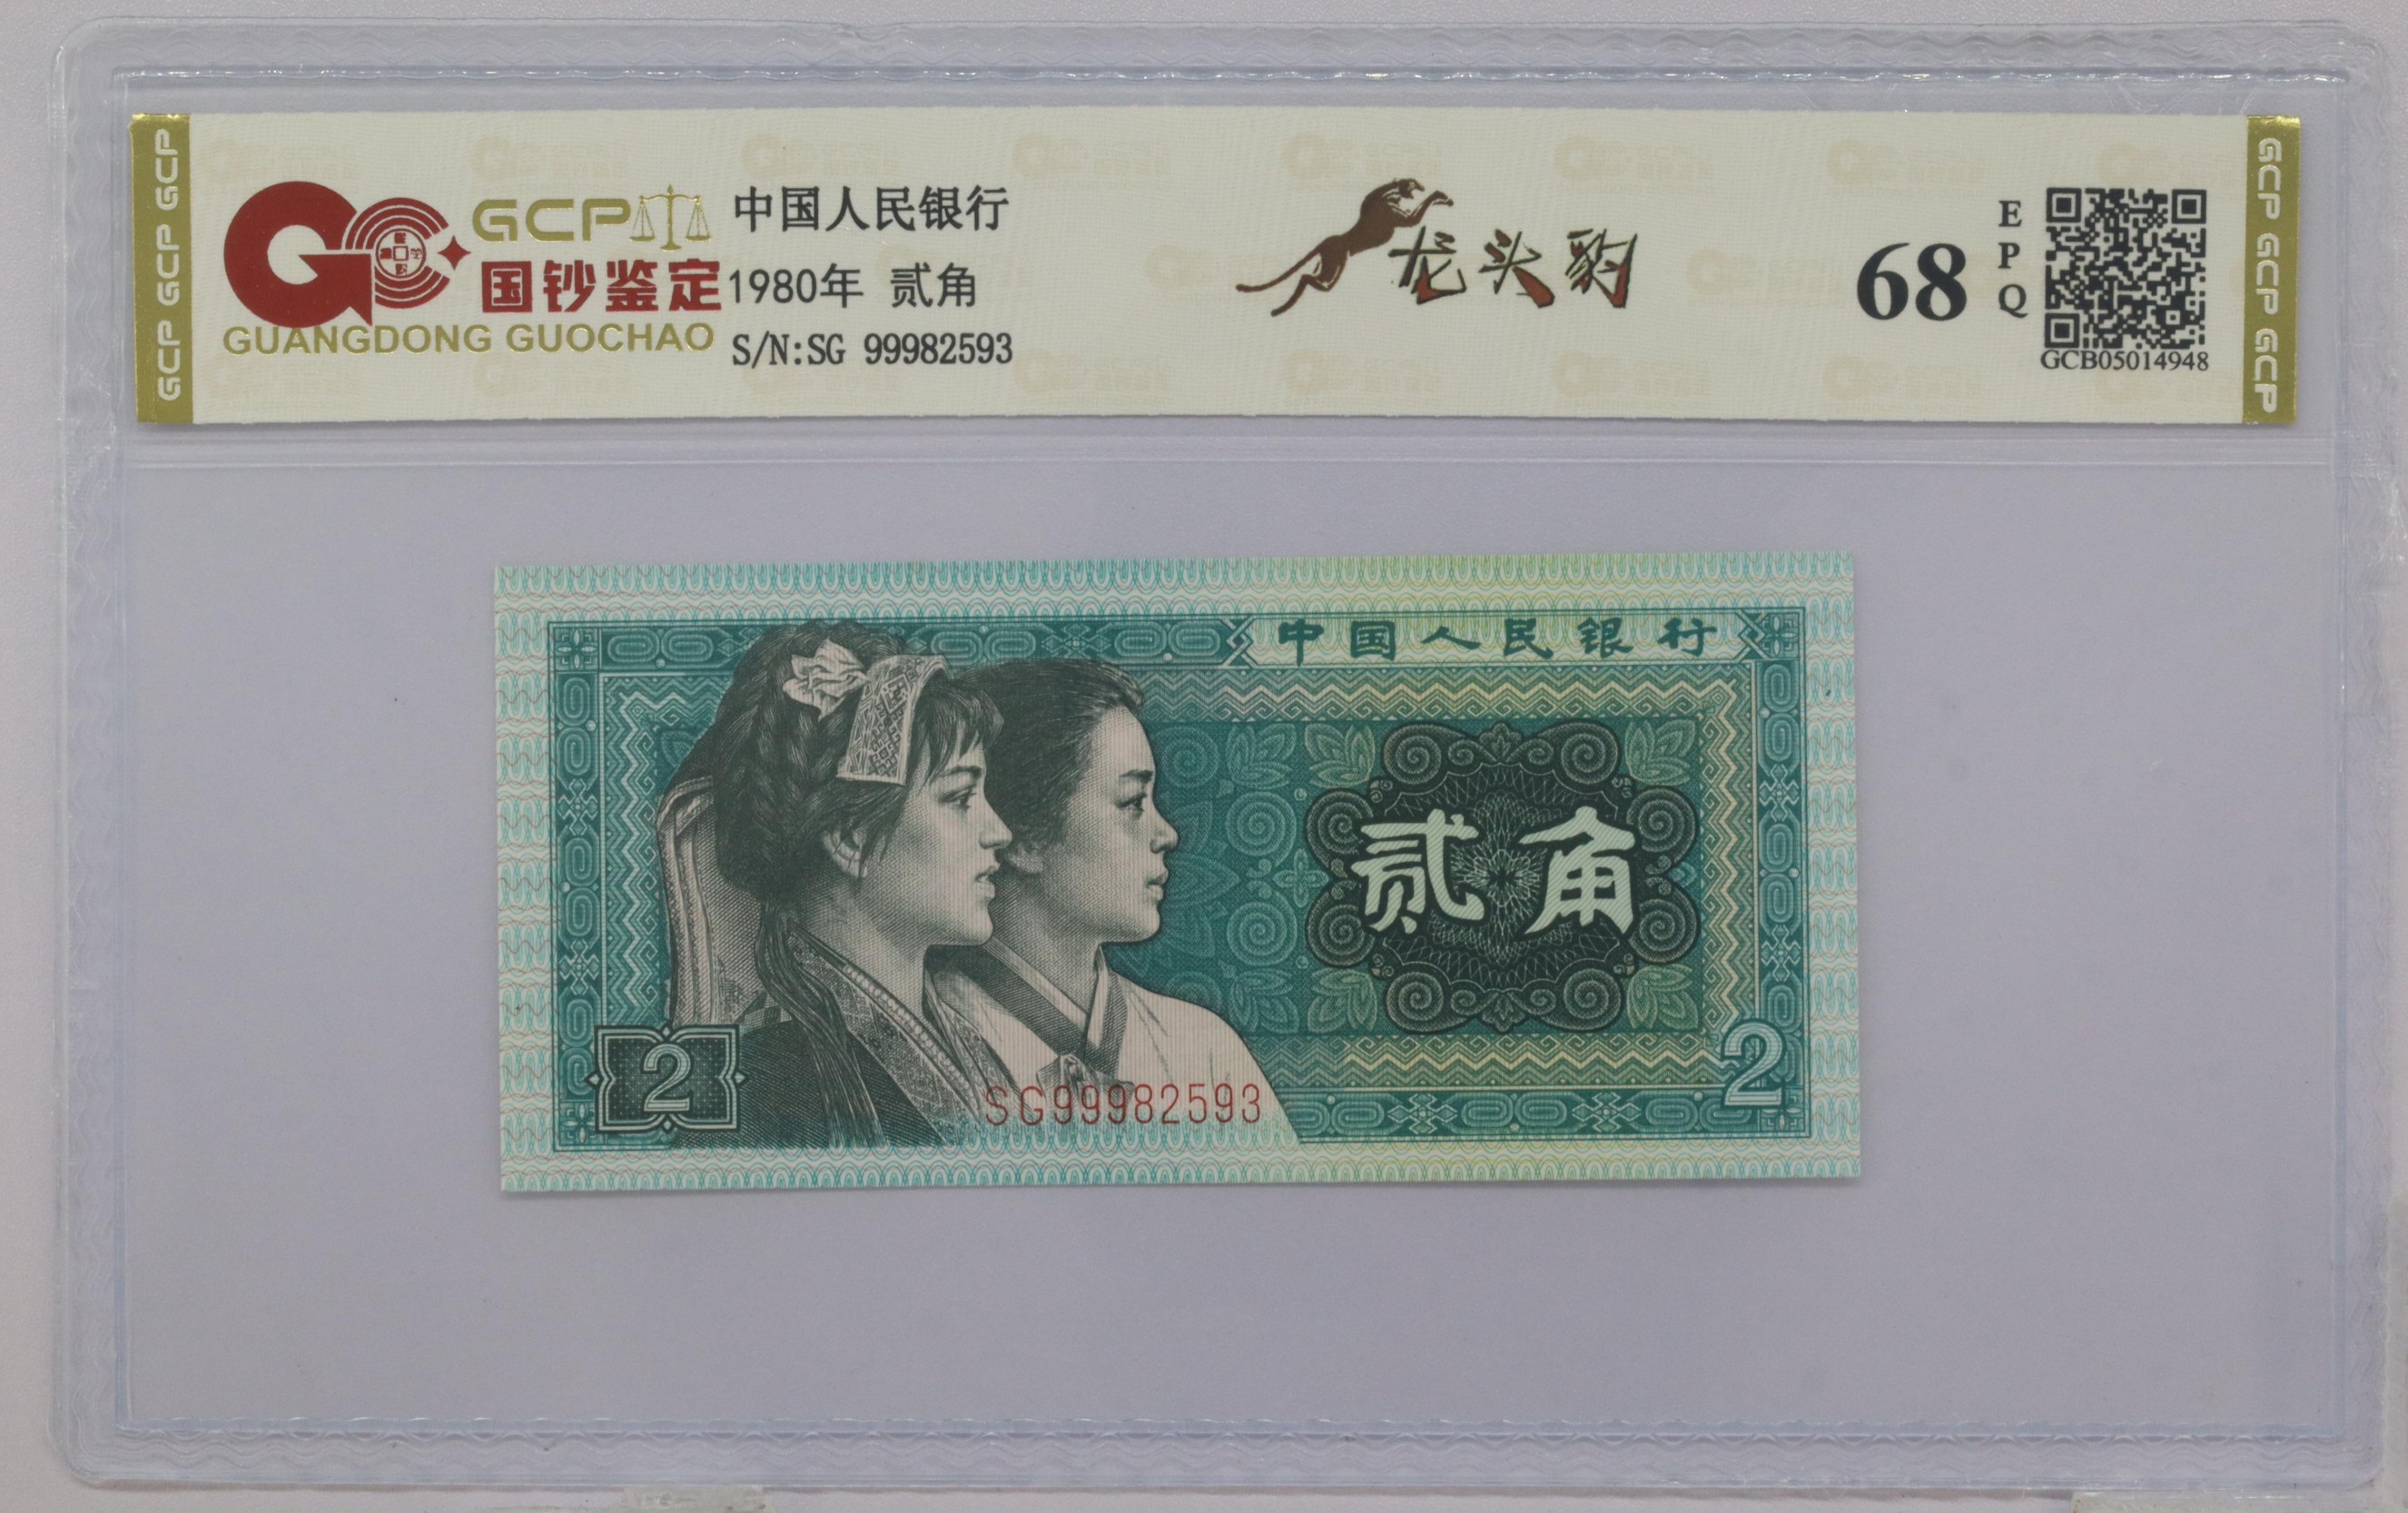 GCP GCP GCP
GCP
国钞鉴定
GUANGDONG GUOCHAO
中国人民银行
1980年 贰角
S/N:SG 99982593
龙头豹
68
EPQ
GCB05014948
GCP GCP GCP
中国人民银行
贰角
2
SG99982593
2